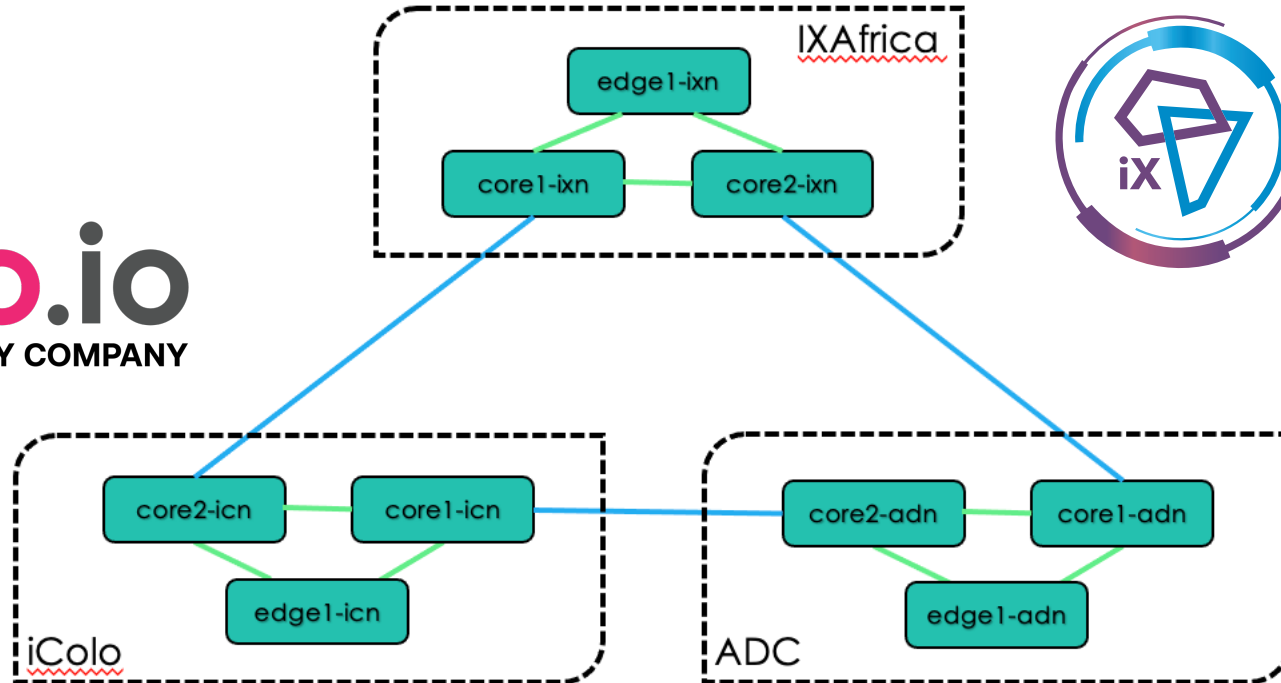 IXAfrica
edge1-ixn
core1-ixn
core2-ixn
iX
o.io
Y COMPANY
core2-icn
core1-icn
core2-adn
core1-adn
edge1-icn
edge1-adn
iColo
ADC